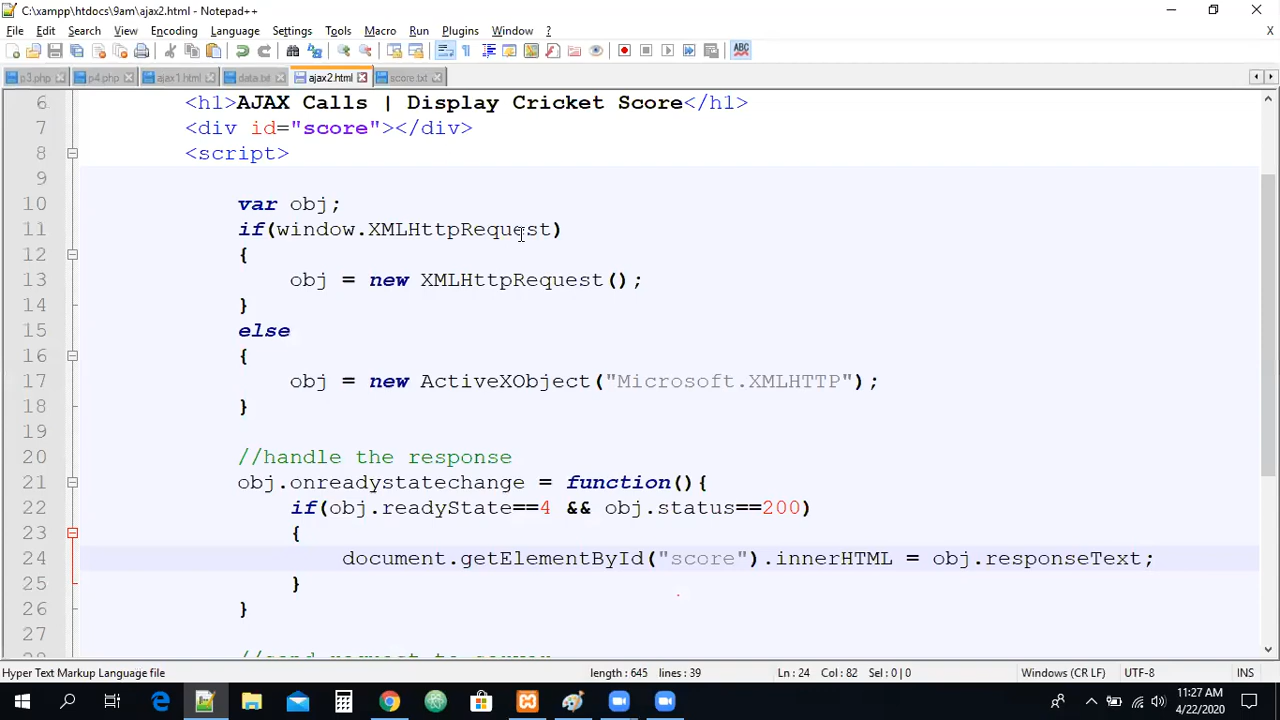 C:\xampp\htdocs\9am\ajax2.html - Notepad++
File Edit Search View Encoding Language Settings Tools Macro Run Plugins Window ? X
p3.php p4.php ajax1.html data.txt ajax2.html score.txt
6 <h1>AJAX Calls | Display Cricket Score</h1>
7 <div id="score"></div>
8 <script>
9
10 var obj;
11 if(window.XMLHttpRequest)
12 {
13 obj = new XMLHttpRequest();
14 }
15 else
16 {
17 obj = new ActiveXObject("Microsoft.XMLHTTP");
18 }
19
20 //handle the response
21 obj.onreadystatechange = function(){
22 if(obj.readyState==4 && obj.status==200)
23 {
24 document.getElementById("score").innerHTML = obj.responseText;
25 }
26 }
27
28 //send request to server
Hyper Text Markup Language file length : 645 lines : 39 Ln : 24 Col : 82 Sel : 0 | 0 Windows (CR LF) UTF-8 INS
11:27 AM
4/22/2020